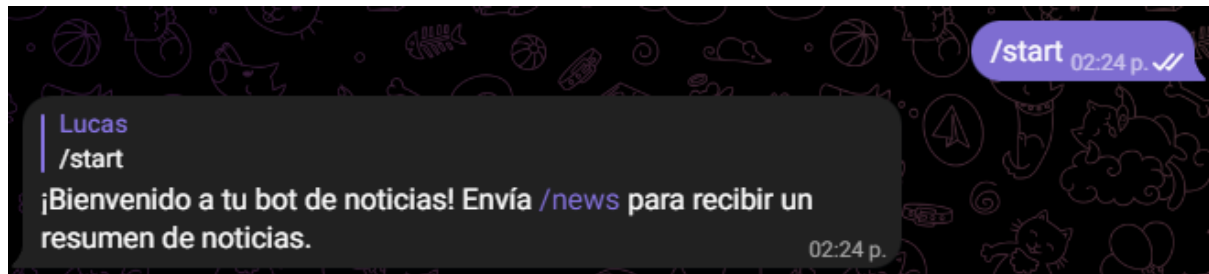 /start 02:24 p.
Lucas
/start
¡Bienvenido a tu bot de noticias! Envía /news para recibir un
resumen de noticias.
02:24 p.